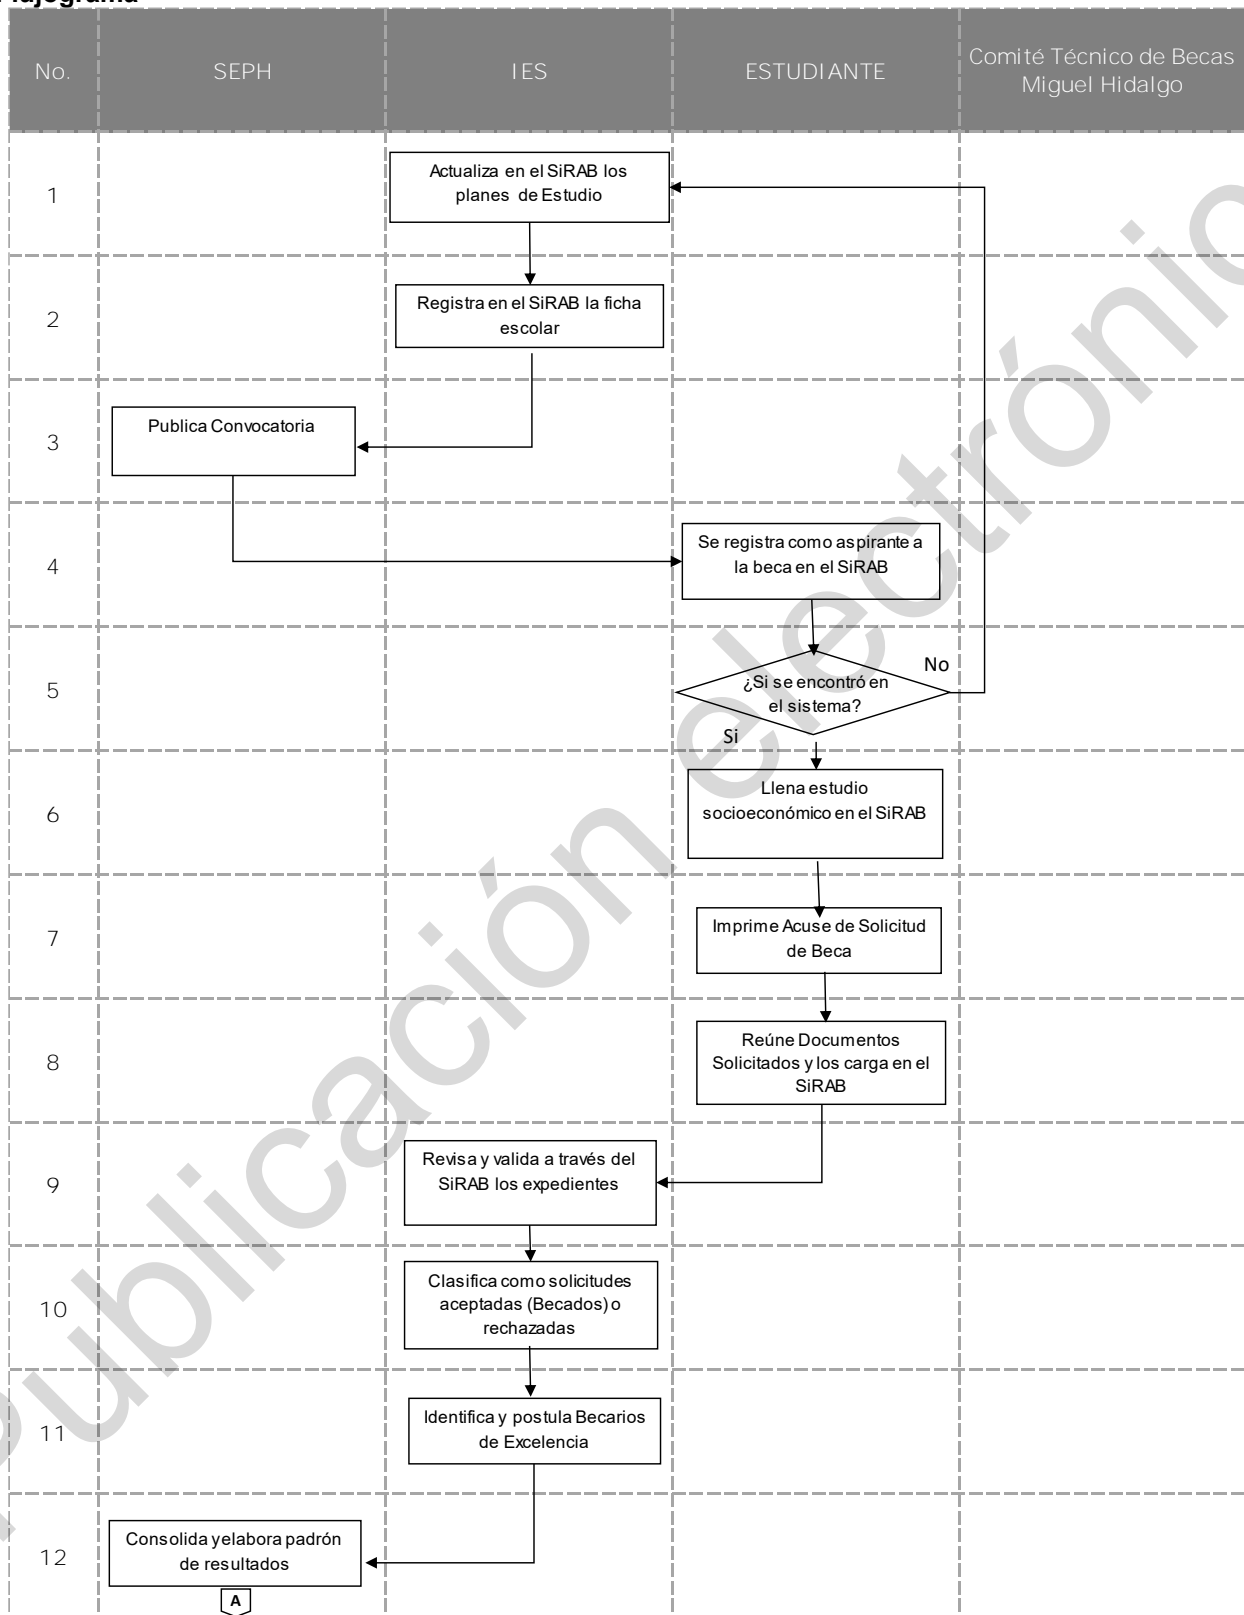 Flujograma
No.
SEPH
IES
ESTUDIANTE
Comité Técnico de Becas
Miguel Hidalgo
1
Actualiza en el SiRAB los
planes de Estudio
2
Registra en el SiRAB la ficha
escolar
3
Publica Convocatoria
4
Se registra como aspirante a
la beca en el SiRAB
5
¿Si se encontró en
el sistema?
No
Si
6
Llena estudio
socioeconómico en el SiRAB
7
Imprime Acuse de Solicitud
de Beca
8
Reúne Documentos
Solicitados y los carga en el
SiRAB
9
Revisa y valida a través del
SiRAB los expedientes
10
Clasifica como solicitudes
aceptadas (Becados) o
rechazadas
11
Identifica y postula Becarios
de Excelencia
12
Consolida yelabora padrón
de resultados
A
Publicación electrónic